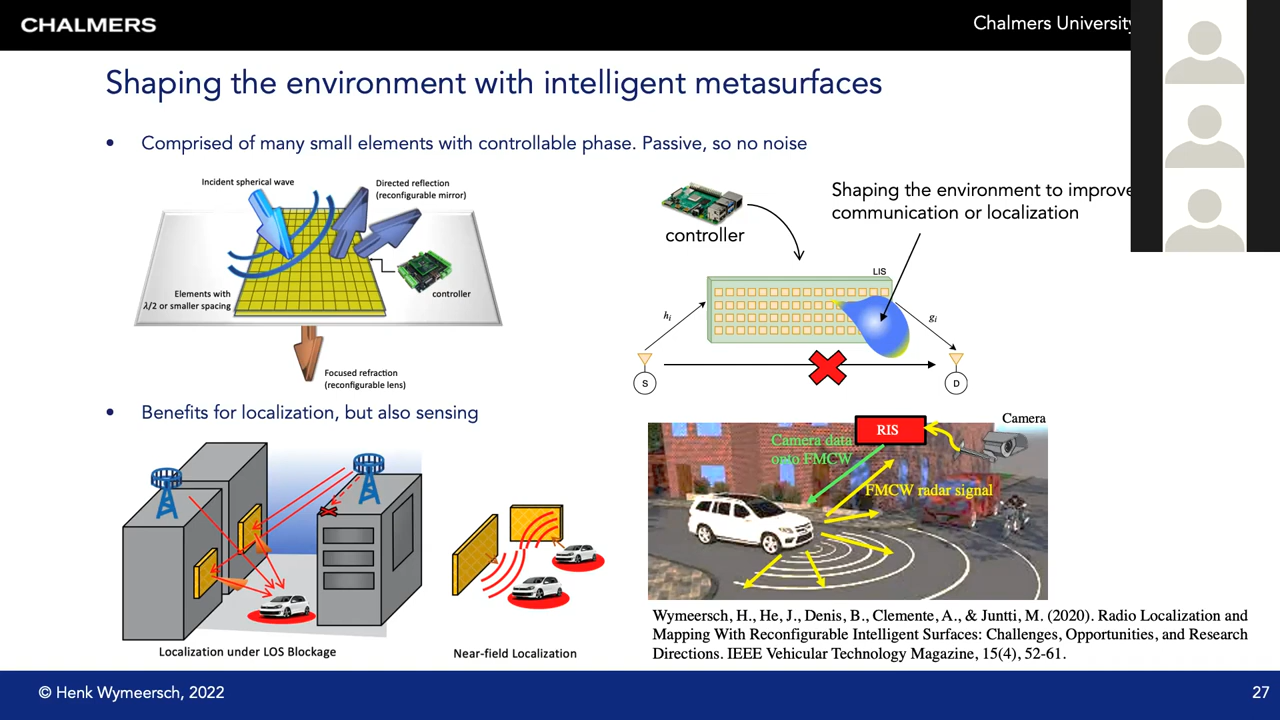 CHALMERS
Chalmers University
Shaping the environment with intelligent metasurfaces
• Comprised of many small elements with controllable phase. Passive, so no noise
Incident spherical wave
Directed reflection
(reconfigurable mirror)
Elements with
λ/2 or smaller spacing
controller
Focused refraction
(reconfigurable lens)
controller
Shaping the environment to improve
communication or localization
LIS
hᵢ
gᵢ
S
D
• Benefits for localization, but also sensing
Localization under LOS Blockage
Near-field Localization
RIS
Camera
Camera data
onto FMCW
FMCW radar signal
Wymeersch, H., He, J., Denis, B., Clemente, A., & Juntti, M. (2020). Radio Localization and
Mapping With Reconfigurable Intelligent Surfaces: Challenges, Opportunities, and Research
Directions. IEEE Vehicular Technology Magazine, 15(4), 52-61.
© Henk Wymeersch, 2022
27